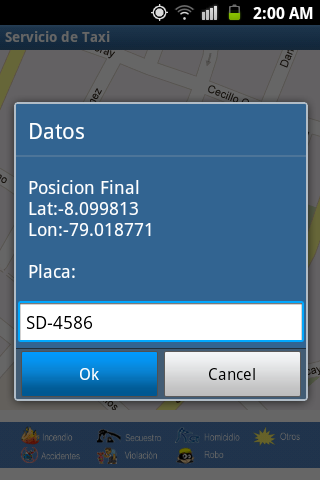 2:00 AM
Servicio de Taxi
Cecilio C
Datos
Posicion Final
Lat:-8.099813
Lon:-79.018771
Placa:
SD-4586
Ok
Cancel
Incendio
Secuestro
Homicidio
Otros
Accidentes
Violación
Robo